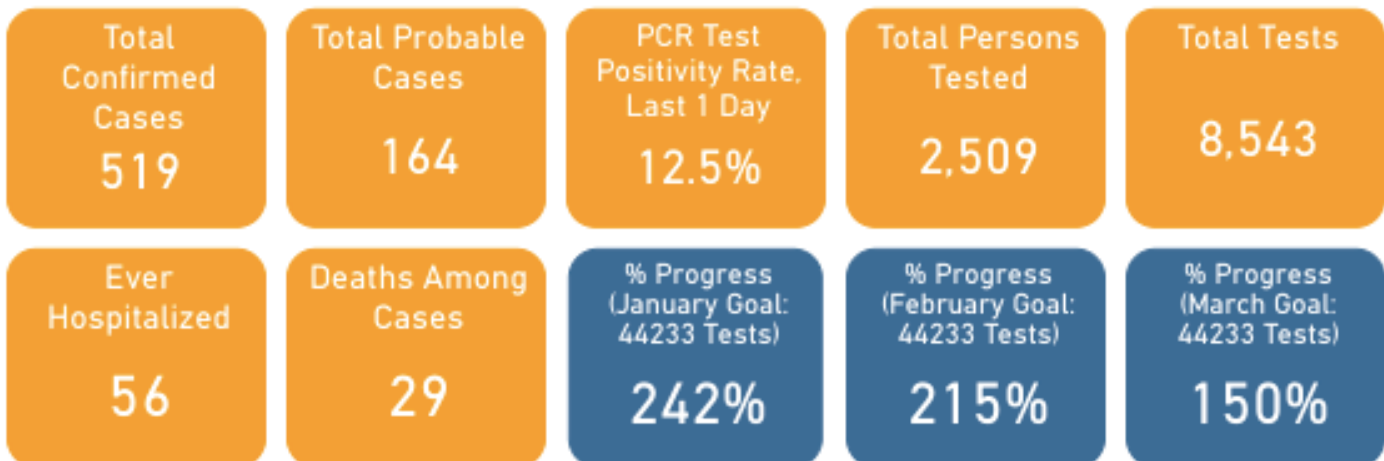 Total
Confirmed
Cases
519
Total Probable
Cases
164
PCR Test
Positivity Rate,
Last 1 Day
12.5%
Total Persons
Tested
2,509
Total Tests
8,543
Ever
Hospitalized
56
Deaths Among
Cases
29
% Progress
(January Goal:
44233 Tests)
242%
% Progress
(February Goal:
44233 Tests)
215%
% Progress
(March Goal:
44233 Tests)
150%